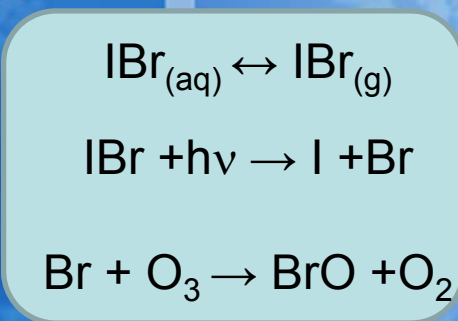 IBr(aq) ↔ IBr(g)
IBr +hν → I +Br
Br + O₃ → BrO +O₂